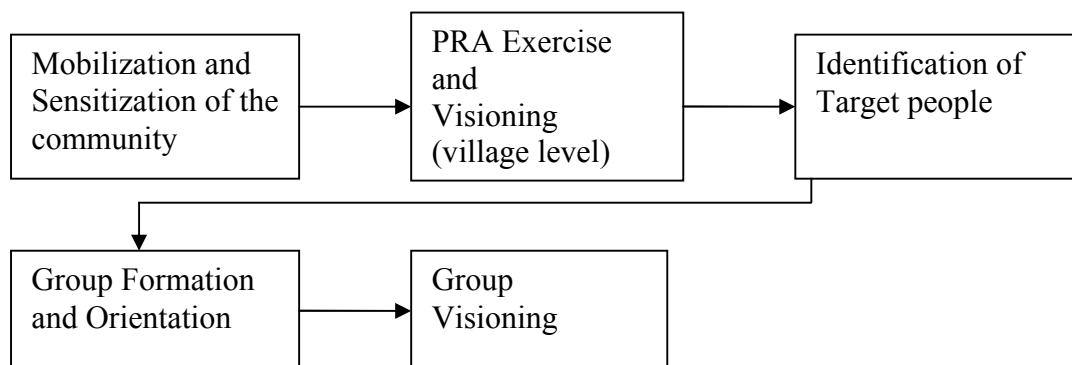 Mobilization and
Sensitization of the
community
PRA Exercise
and
Visioning
(village level)
Identification of
Target people
Group Formation
and Orientation
Group
Visioning